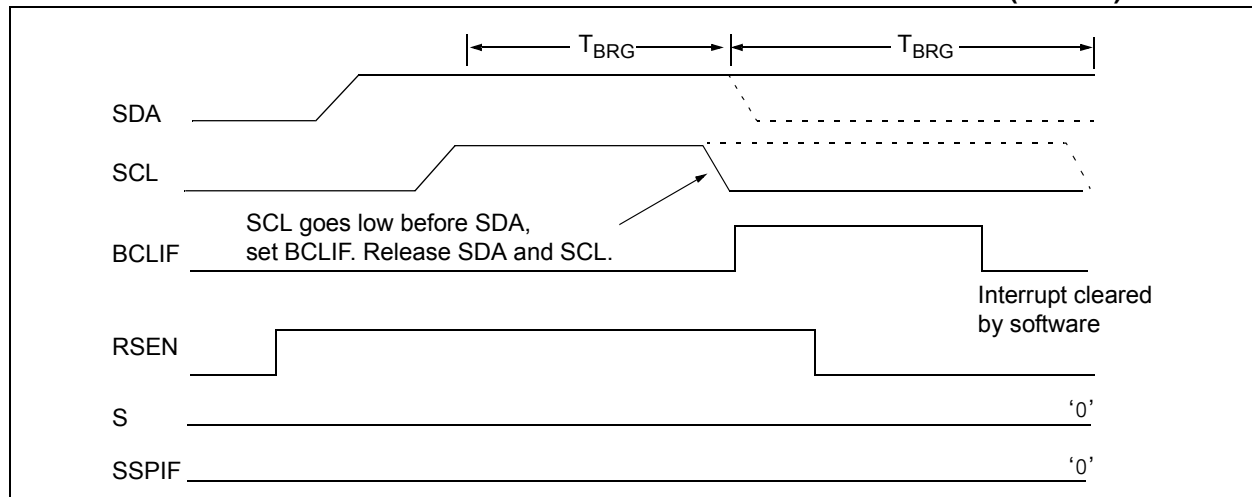 TBRG TBRG
SDA
SCL
SCL goes low before SDA,
set BCLIF. Release SDA and SCL.
BCLIF
Interrupt cleared
by software
RSEN
S '0'
SSPIF '0'